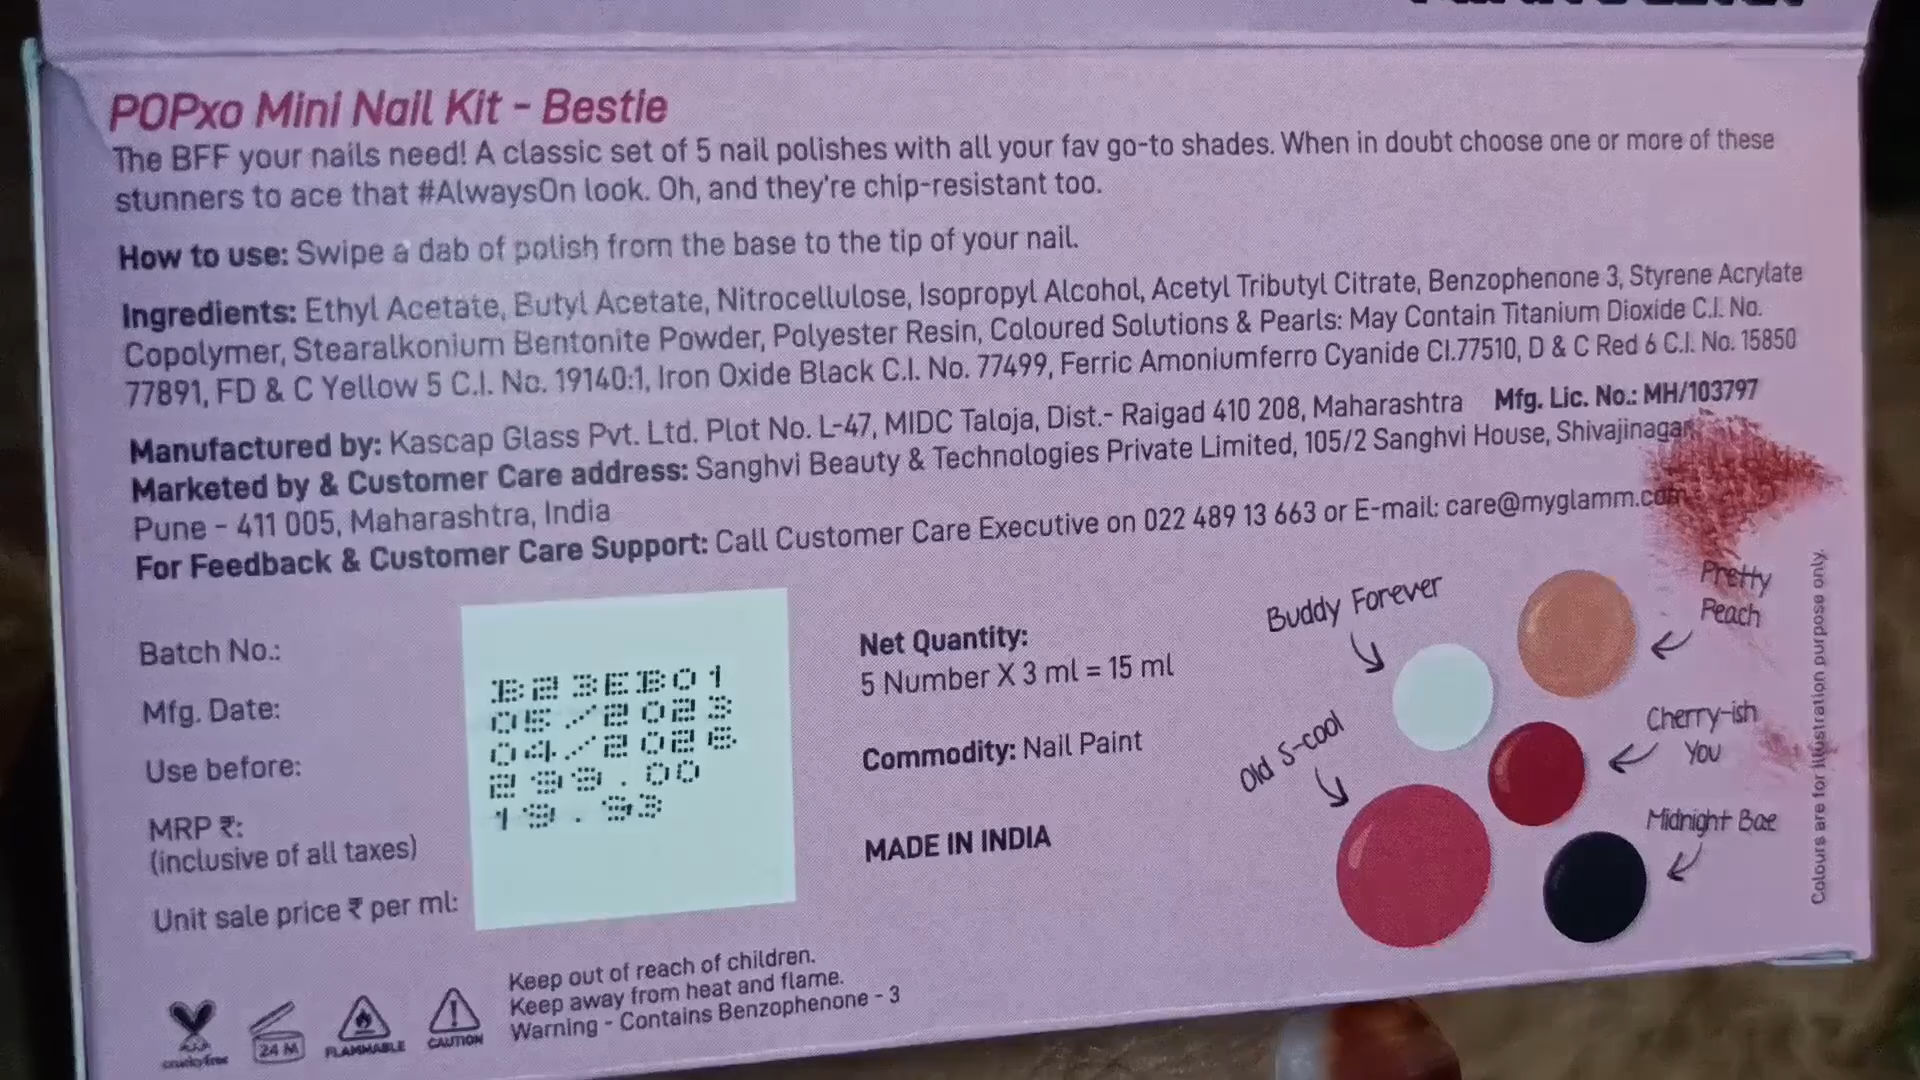 POPxo Mini Nail Kit - Bestie
The BFF your nails need! A classic set of 5 nail polishes with all your fav go-to shades. When in doubt choose one or more of these
stunners to ace that #AlwaysOn look. Oh, and they're chip-resistant too.
How to use: Swipe a dab of polish from the base to the tip of your nail.
Ingredients: Ethyl Acetate, Butyl Acetate, Nitrocellulose, Isopropyl Alcohol, Acetyl Tributyl Citrate, Benzophenone 3, Styrene Acrylate
Copolymer, Stearalkonium Bentonite Powder, Polyester Resin, Coloured Solutions & Pearls: May Contain Titanium Dioxide C.I. No.
77891, FD & C Yellow 5 C.I. No. 19140:1, Iron Oxide Black C.I. No. 77499, Ferric Amoniumferro Cyanide CI.77510, D & C Red 6 C.I. No. 15850
Manufactured by: Kascap Glass Pvt. Ltd. Plot No. L-47, MIDC Taloja, Dist.- Raigad 410 208, Maharashtra Mfg. Lic. No.: MH/103797
Marketed by & Customer Care address: Sanghvi Beauty & Technologies Private Limited, 105/2 Sanghvi House, Shivajinagar
Pune - 411 005, Maharashtra, India
For Feedback & Customer Care Support: Call Customer Care Executive on 022 489 13 663 or E-mail: care@myglamm.com
Batch No.: B23EB01
Mfg. Date: 05/2023
Use before: 04/2026
MRP ₹: 299.00
(inclusive of all taxes)
Unit sale price ₹ per ml: 19.93
Net Quantity:
5 Number X 3 ml = 15 ml
Commodity: Nail Paint
MADE IN INDIA
Buddy Forever
Pretty
Peach
Old S-cool
Cherry-ish
You
Midnight Bae
Colours are for illustration purpose only.
Keep out of reach of children.
Keep away from heat and flame.
Warning - Contains Benzophenone - 3
crueltyfree
24 M
FLAMMABLE
CAUTION